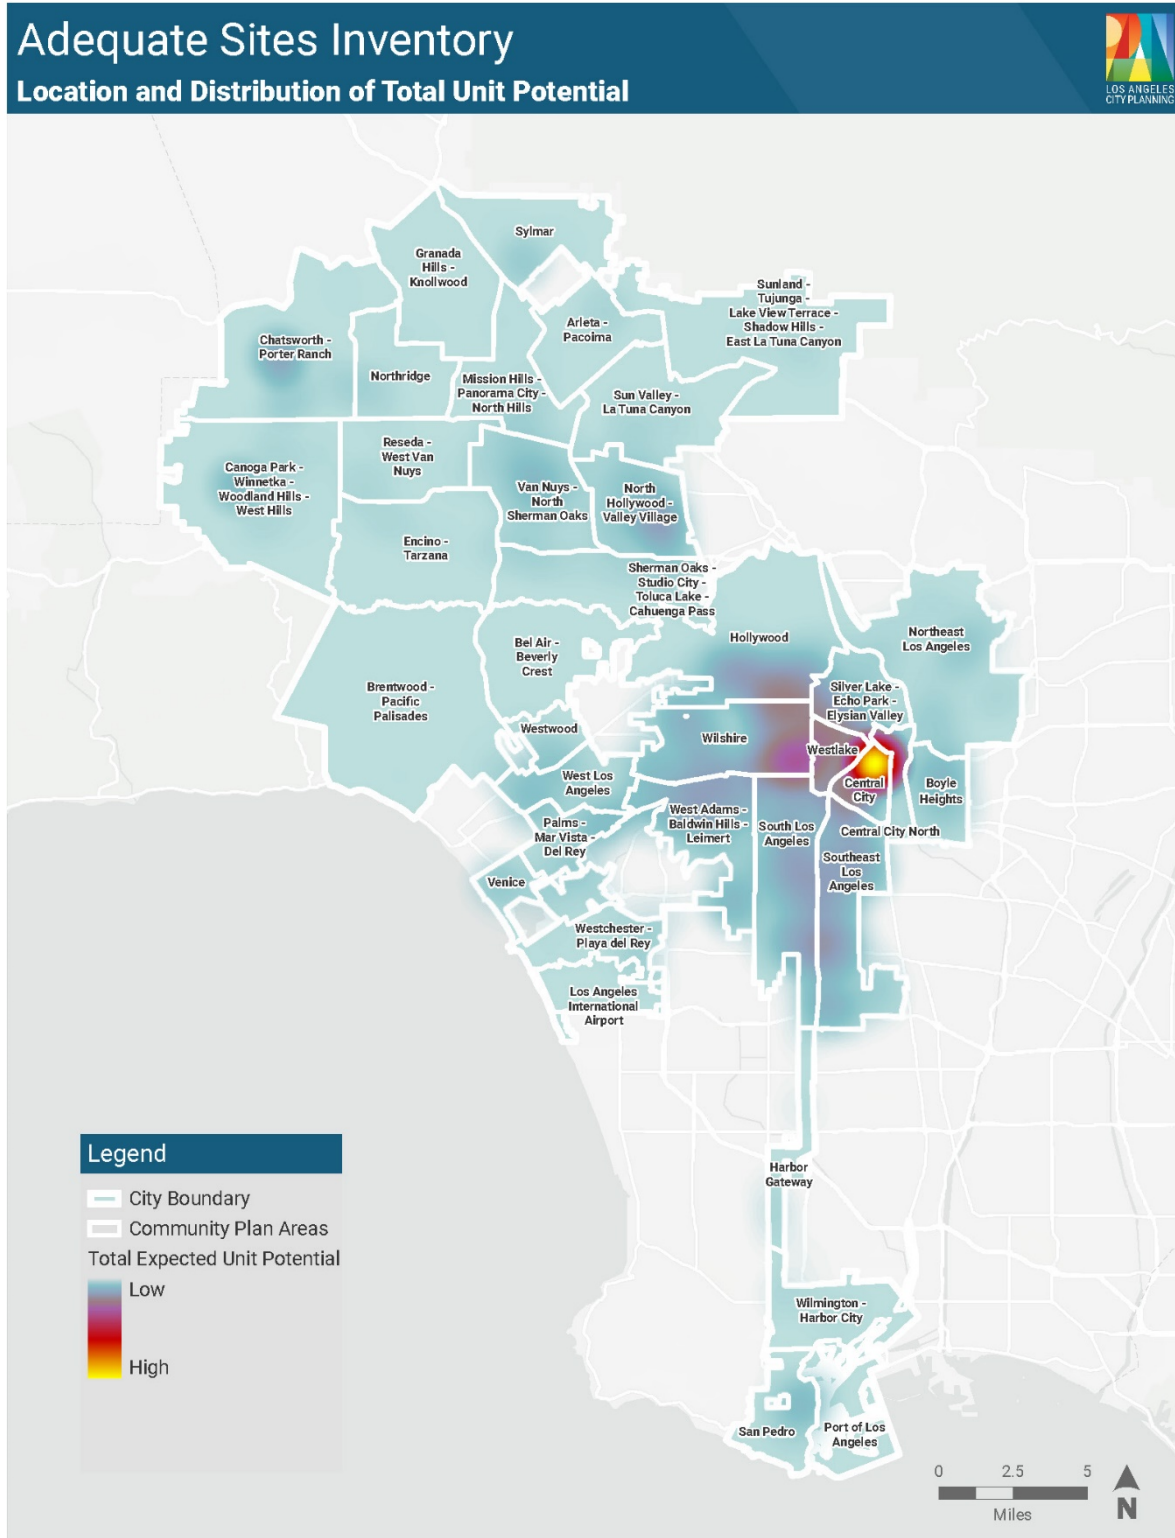 Adequate Sites Inventory
Location and Distribution of Total Unit Potential
LOS ANGELES
CITY PLANNING
Sylmar
Granada
Hills -
Knollwood
Sunland -
Tujunga -
Lake View Terrace -
Shadow Hills -
East La Tuna Canyon
Arleta -
Pacoima
Chatsworth -
Porter Ranch
Northridge
Mission Hills -
Panorama City -
North Hills
Sun Valley -
La Tuna Canyon
Reseda -
West Van
Nuys
Canoga Park -
Winnetka -
Woodland Hills -
West Hills
Van Nuys -
North
Sherman Oaks
North
Hollywood -
Valley Village
Encino -
Tarzana
Sherman Oaks -
Studio City -
Toluca Lake -
Cahuenga Pass
Hollywood
Northeast
Los Angeles
Bel Air -
Beverly
Crest
Brentwood -
Pacific
Palisades
Silver Lake -
Echo Park -
Elysian Valley
Westwood
Wilshire
Westlake
West Los
Angeles
Central
City
Boyle
Heights
West Adams -
Baldwin Hills -
Leimert
South Los
Angeles
Central City North
Palms -
Mar Vista -
Del Rey
Southeast
Los
Angeles
Venice
Westchester -
Playa del Rey
Los Angeles
International
Airport
Harbor
Gateway
Wilmington -
Harbor City
San Pedro
Port of Los
Angeles
Legend
City Boundary
Community Plan Areas
Total Expected Unit Potential
Low
High
0 2.5 5
Miles
N